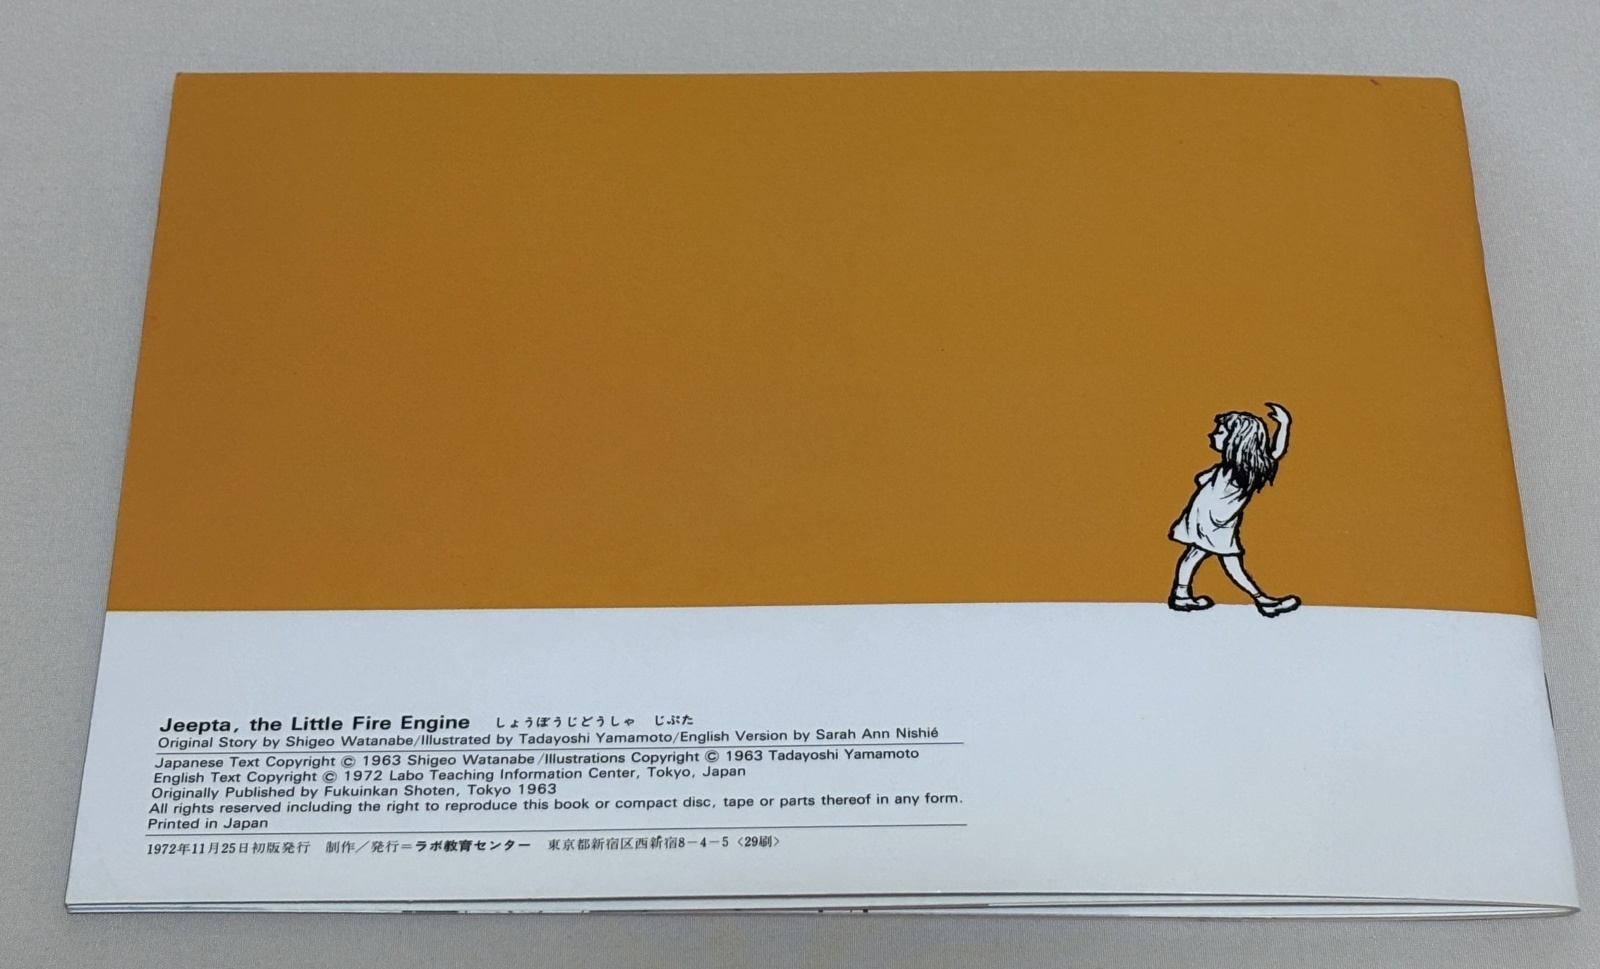 Jeepta, the Little Fire Engine しょうぼうじどうしゃ じぷた
Original Story by Shigeo Watanabe/Illustrated by Tadayoshi Yamamoto/English Version by Sarah Ann Nishié
Japanese Text Copyright © 1963 Shigeo Watanabe/Illustrations Copyright © 1963 Tadayoshi Yamamoto
English Text Copyright © 1972 Labo Teaching Information Center, Tokyo, Japan
Originally Published by Fukuinkan Shoten, Tokyo 1963
All rights reserved including the right to reproduce this book or compact disc, tape or parts thereof in any form.
Printed in Japan
1972年11月25日初版発行 制作／発行＝ラボ教育センター 東京都新宿区西新宿8－4－5〈29刷〉